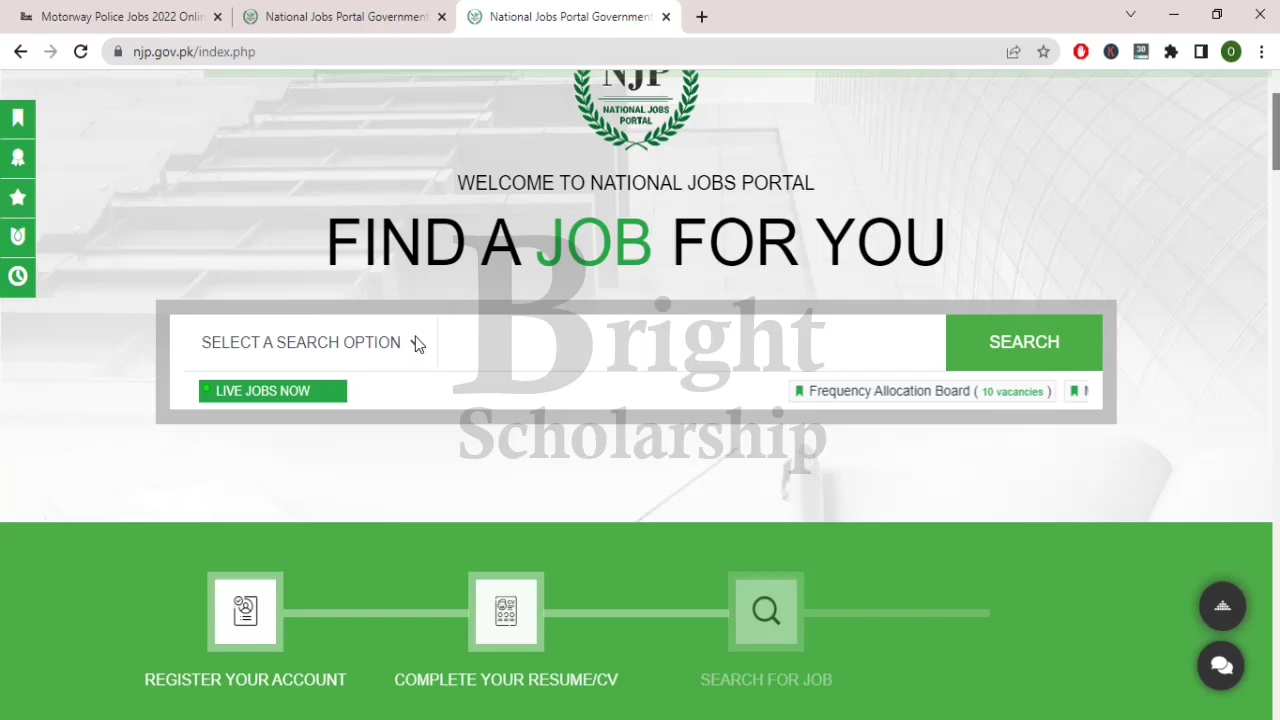 Motorway Police Jobs 2022 Onlin
National Jobs Portal Government
National Jobs Portal Government
njp.gov.pk/index.php
30
K
O
NJP
NATIONAL JOBS
PORTAL
WELCOME TO NATIONAL JOBS PORTAL
FIND A JOB FOR YOU
SELECT A SEARCH OPTION
SEARCH
LIVE JOBS NOW
Frequency Allocation Board ( 10 vacancies )
Bright
Scholarship
REGISTER YOUR ACCOUNT
COMPLETE YOUR RESUME/CV
SEARCH FOR JOB